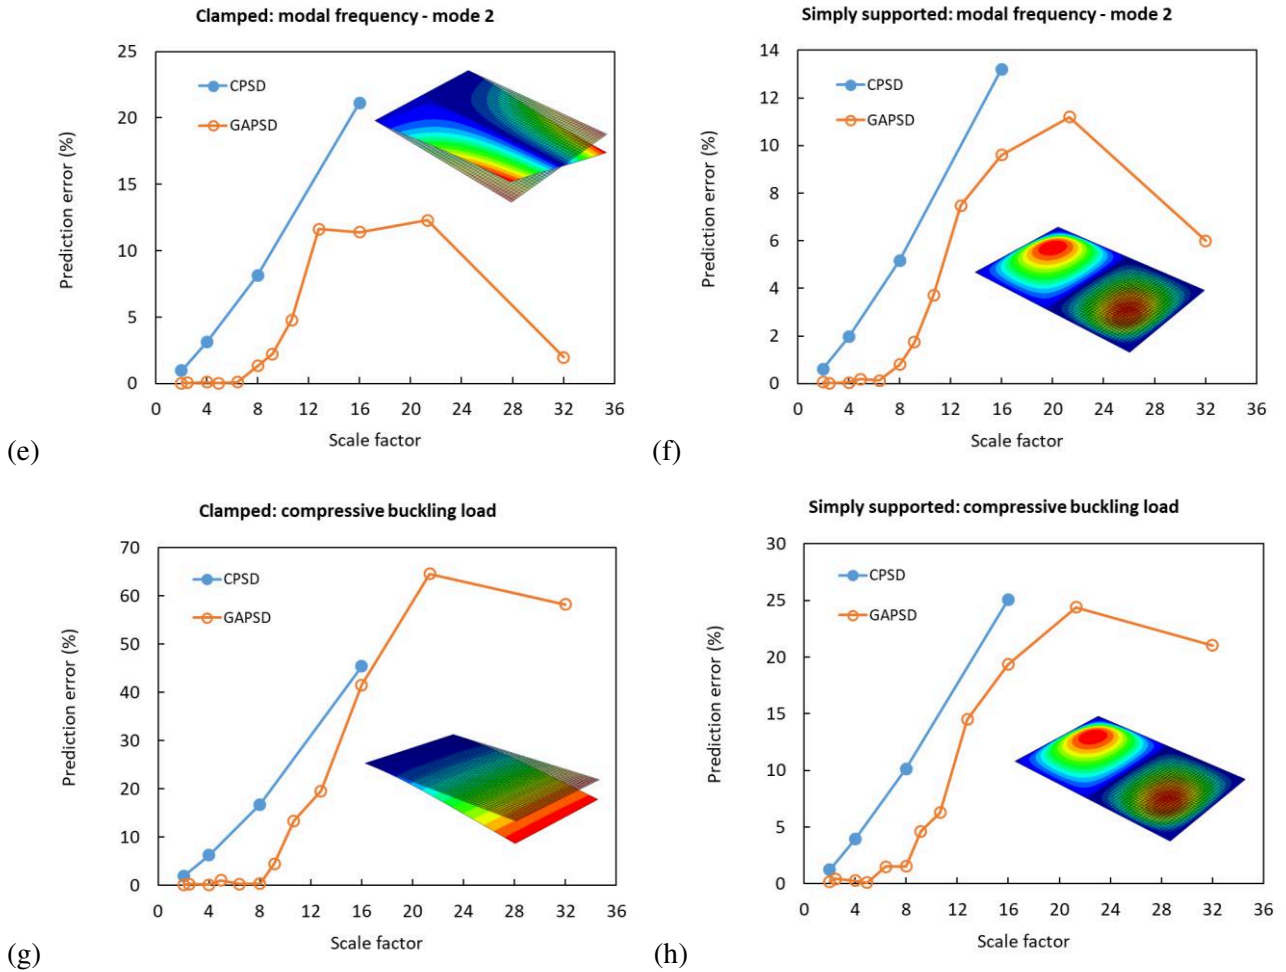 Clamped: modal frequency - mode 2
25
20
15
10
5
0
Prediction error (%)
CPSD
GAPSD
0 4 8 12 16 20 24 28 32 36
Scale factor
(e)
Simply supported: modal frequency - mode 2
14
12
10
8
6
4
2
0
Prediction error (%)
CPSD
GAPSD
0 4 8 12 16 20 24 28 32 36
Scale factor
(f)
Clamped: compressive buckling load
70
60
50
40
30
20
10
0
Prediction error (%)
CPSD
GAPSD
0 4 8 12 16 20 24 28 32 36
Scale factor
(g)
Simply supported: compressive buckling load
30
25
20
15
10
5
0
Prediction error (%)
CPSD
GAPSD
0 4 8 12 16 20 24 28 32 36
Scale factor
(h)